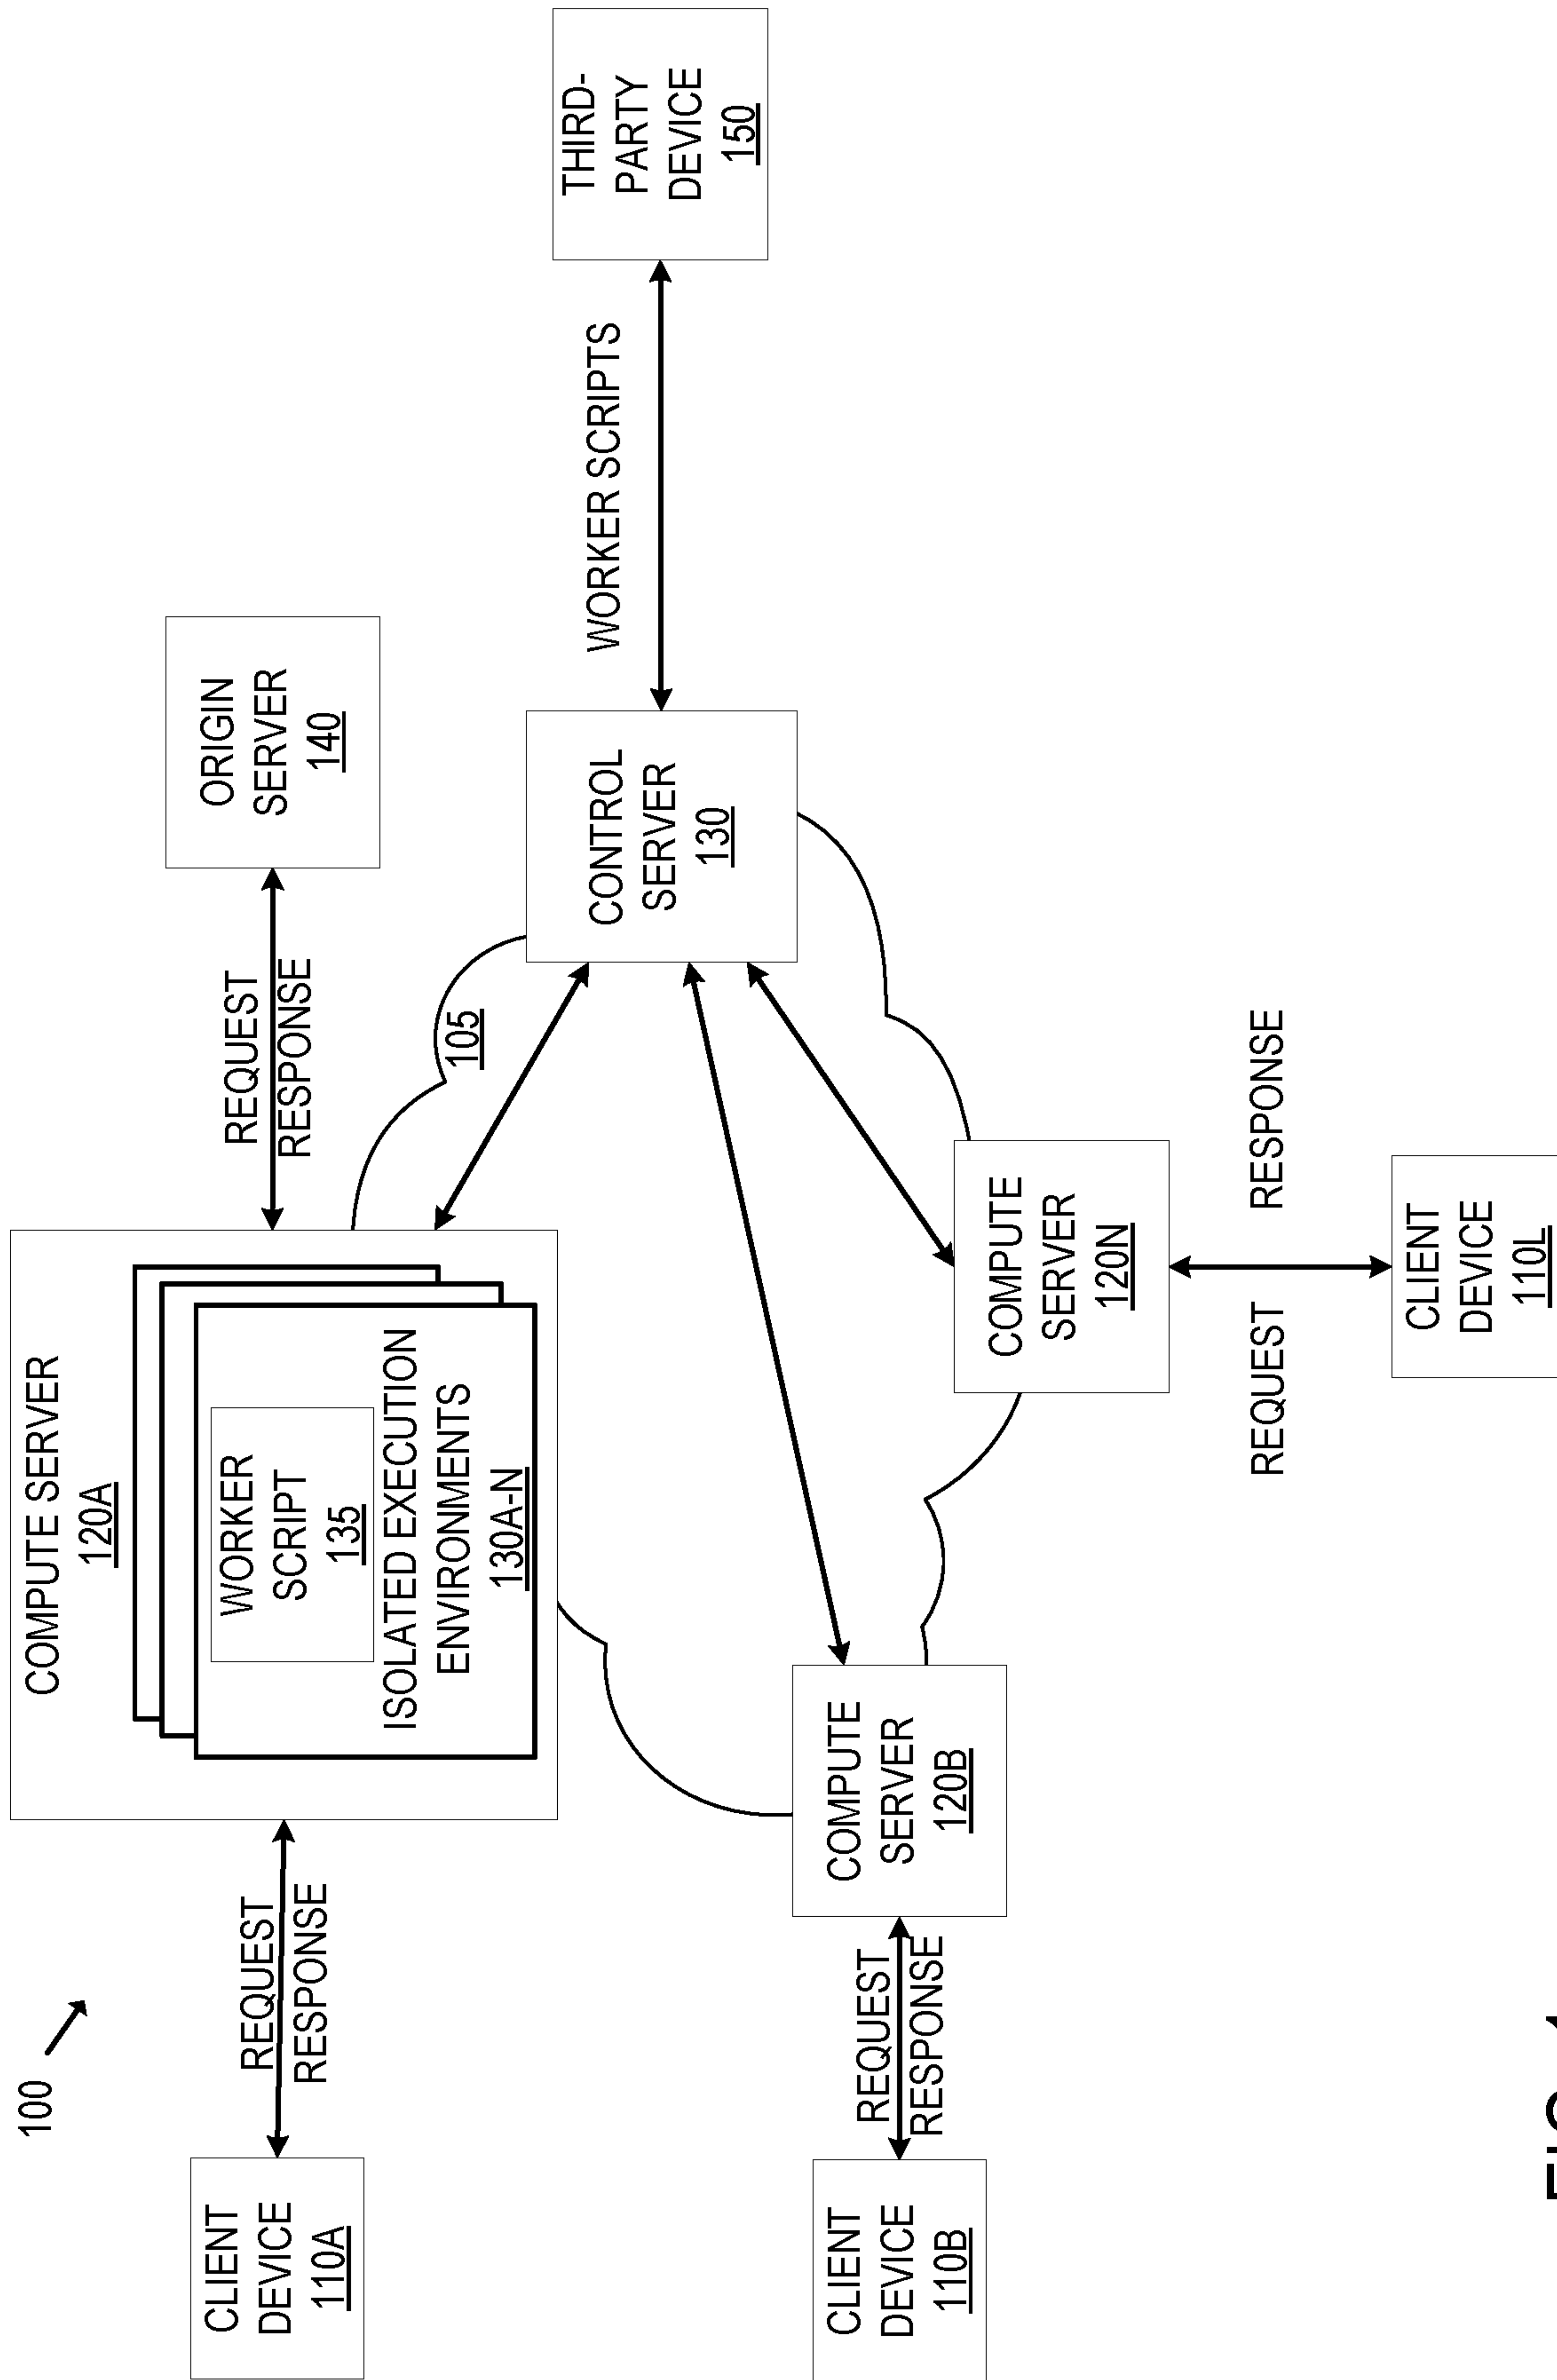 100
COMPUTE SERVER
120A
WORKER
SCRIPT
135
ISOLATED EXECUTION
ENVIRONMENTS
130A-N
CLIENT
DEVICE
110A
REQUEST
RESPONSE
REQUEST
RESPONSE
ORIGIN
SERVER
140
105
CONTROL
SERVER
130
WORKER SCRIPTS
THIRD-
PARTY
DEVICE
150
CLIENT
DEVICE
110B
REQUEST
RESPONSE
COMPUTE
SERVER
120B
COMPUTE
SERVER
120N
REQUEST
RESPONSE
CLIENT
DEVICE
110L